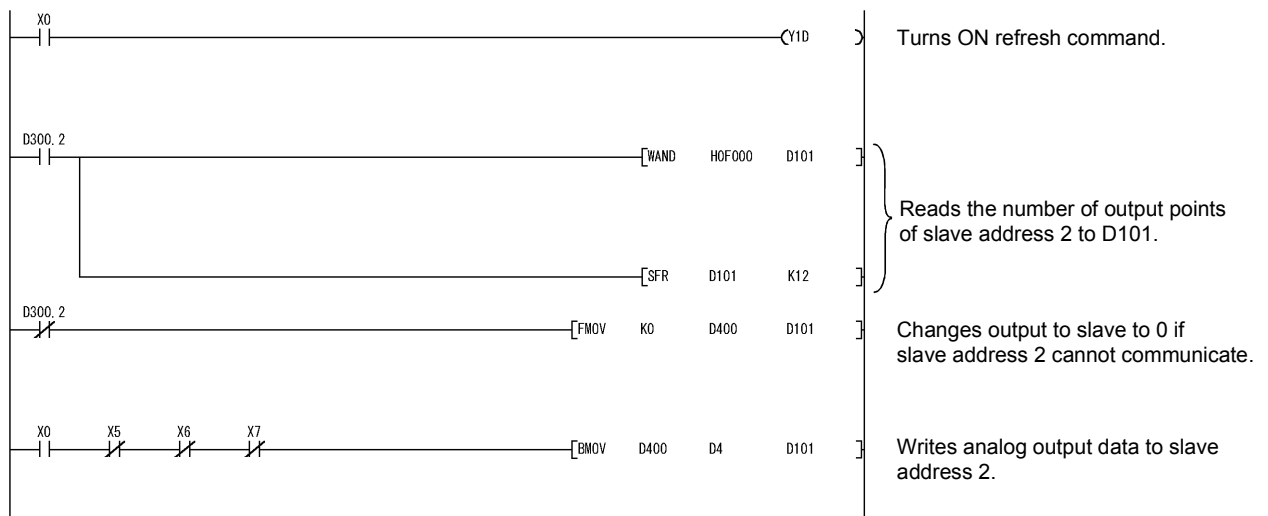 X0
Y1D
Turns ON refresh command.
D300.2
WAND H0F000 D101
Reads the number of output points
of slave address 2 to D101.
SFR D101 K12
D300.2
FMOV K0 D400 D101
Changes output to slave to 0 if
slave address 2 cannot communicate.
X0 X5 X6 X7
BMOV D400 D4 D101
Writes analog output data to slave
address 2.